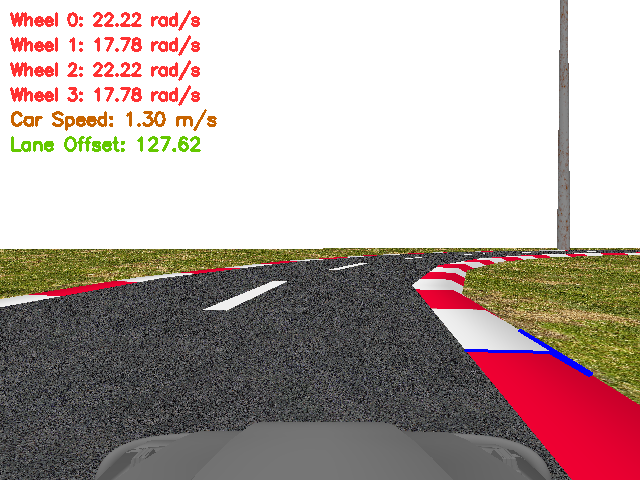 Wheel 0: 22.22 rad/s
Wheel 1: 17.78 rad/s
Wheel 2: 22.22 rad/s
Wheel 3: 17.78 rad/s
Car Speed: 1.30 m/s
Lane Offset: 127.62